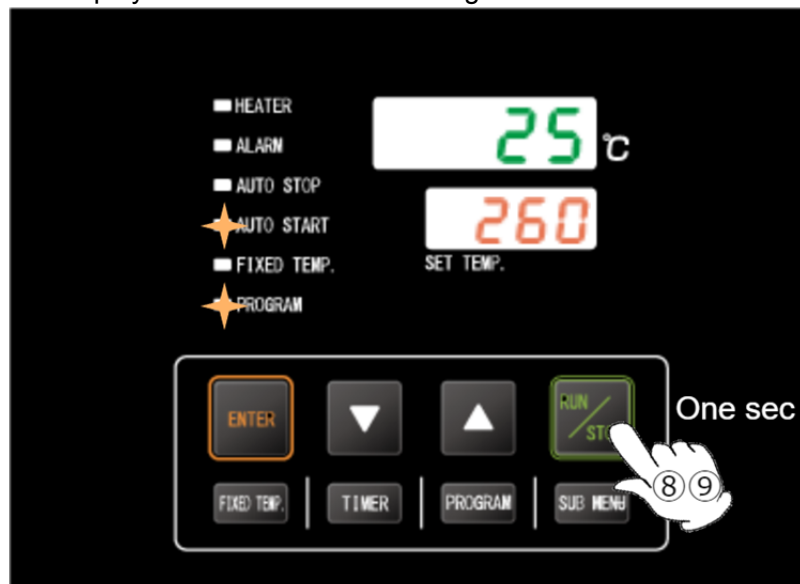 HEATER
ALARM
AUTO STOP
AUTO START
FIXED TEMP.
PROGRAM
25 ℃
260
SET TEMP.
ENTER
RUN/
One sec
⑧⑨
FIXED TEMP.
TIMER
PROGRAM
SUB MENU